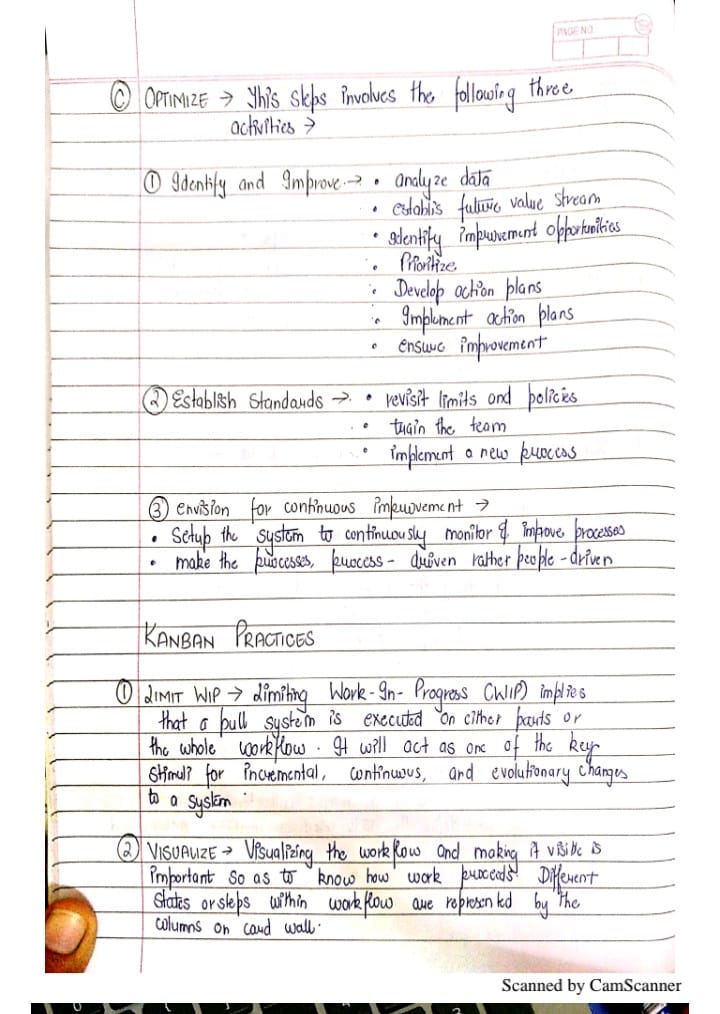 PAGE NO.
Ⓒ OPTIMIZE → This steps involves the following three
activities →
① Identify and Improve → • analyze data
• establis future value stream
• Identify improvement opportunities
• Prioritize
• Develop action plans
• Implement action plans
• ensure improvement
② Establish Standards → • revisit limits and policies
• train the team
• implement a new process
③ envision for continuous improvement →
• Setup the system to continuously monitor & improve processes
• make the processes, process - driven rather people - driven
KANBAN PRACTICES
① LIMIT WIP → Limiting Work-In-Progress (WIP) implies
that a pull system is executed on either parts or
the whole workflow. It will act as one of the key
Stimuli for incremental, continuous, and evolutionary changes
to a system.
② VISUALIZE → Visualizing the workflow and making it visible is
important so as to know how work proceeds. Different
States or steps within workflow are represented by the
columns on card wall.
Scanned by CamScanner